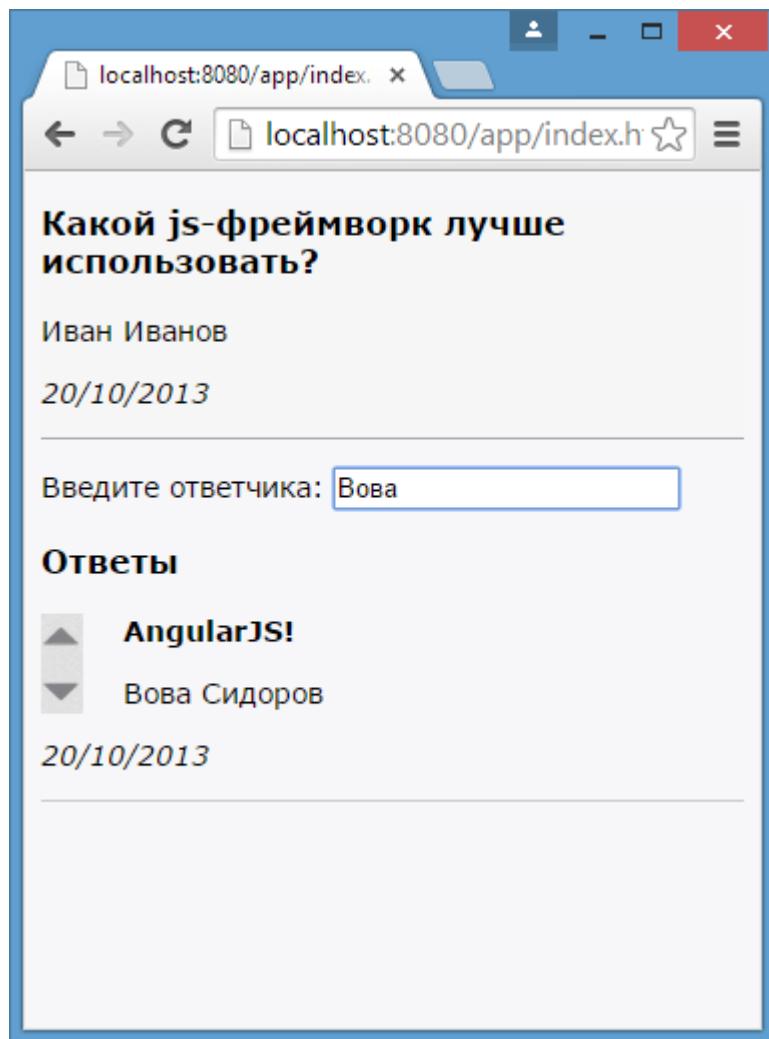 localhost:8080/app/index.
localhost:8080/app/index.h
Какой js-фреймворк лучше
использовать?
Иван Иванов
20/10/2013
Введите ответчика: Вова
Ответы
AngularJS!
Вова Сидоров
20/10/2013